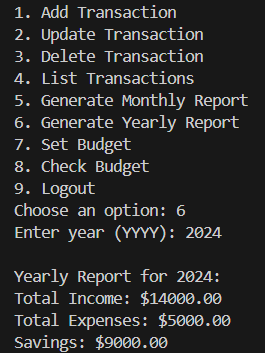 1. Add Transaction
2. Update Transaction
3. Delete Transaction
4. List Transactions
5. Generate Monthly Report
6. Generate Yearly Report
7. Set Budget
8. Check Budget
9. Logout
Choose an option: 6
Enter year (YYYY): 2024
Yearly Report for 2024:
Total Income: $14000.00
Total Expenses: $5000.00
Savings: $9000.00